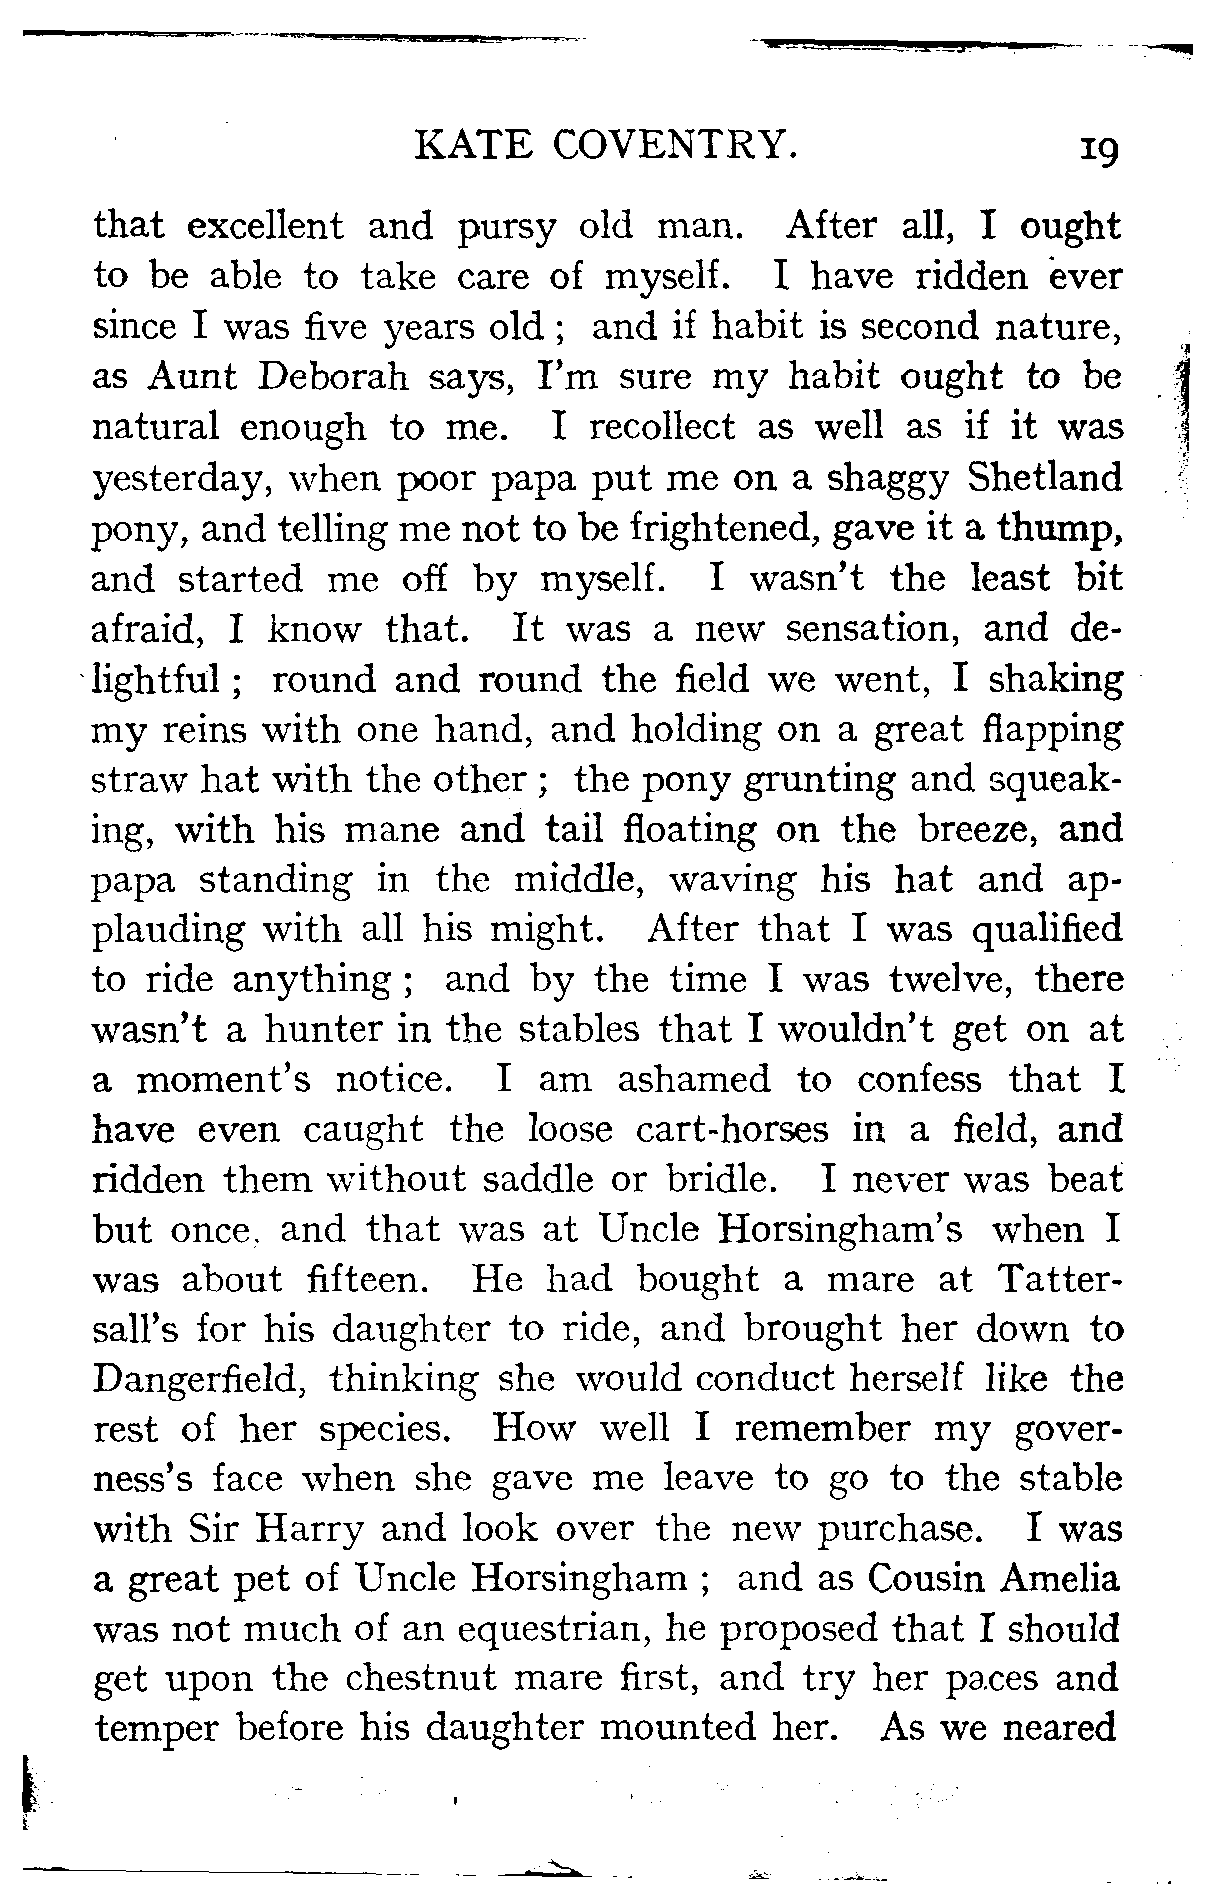 KATE COVENTRY. 19
that excellent and pursy old man. After all, I ought
to be able to take care of myself. I have ridden ever
since I was five years old ; and if habit is second nature,
as Aunt Deborah says, I'm sure my habit ought to be
natural enough to me. I recollect as well as if it was
yesterday, when poor papa put me on a shaggy Shetland
pony, and telling me not to be frightened, gave it a thump,
and started me off by myself. I wasn't the least bit
afraid, I know that. It was a new sensation, and de-
lightful ; round and round the field we went, I shaking
my reins with one hand, and holding on a great flapping
straw hat with the other ; the pony grunting and squeak-
ing, with his mane and tail floating on the breeze, and
papa standing in the middle, waving his hat and ap-
plauding with all his might. After that I was qualified
to ride anything ; and by the time I was twelve, there
wasn't a hunter in the stables that I wouldn't get on at
a moment's notice. I am ashamed to confess that I
have even caught the loose cart-horses in a field, and
ridden them without saddle or bridle. I never was beat
but once, and that was at Uncle Horsingham's when I
was about fifteen. He had bought a mare at Tatter-
sall's for his daughter to ride, and brought her down to
Dangerfield, thinking she would conduct herself like the
rest of her species. How well I remember my gover-
ness's face when she gave me leave to go to the stable
with Sir Harry and look over the new purchase. I was
a great pet of Uncle Horsingham ; and as Cousin Amelia
was not much of an equestrian, he proposed that I should
get upon the chestnut mare first, and try her paces and
temper before his daughter mounted her. As we neared